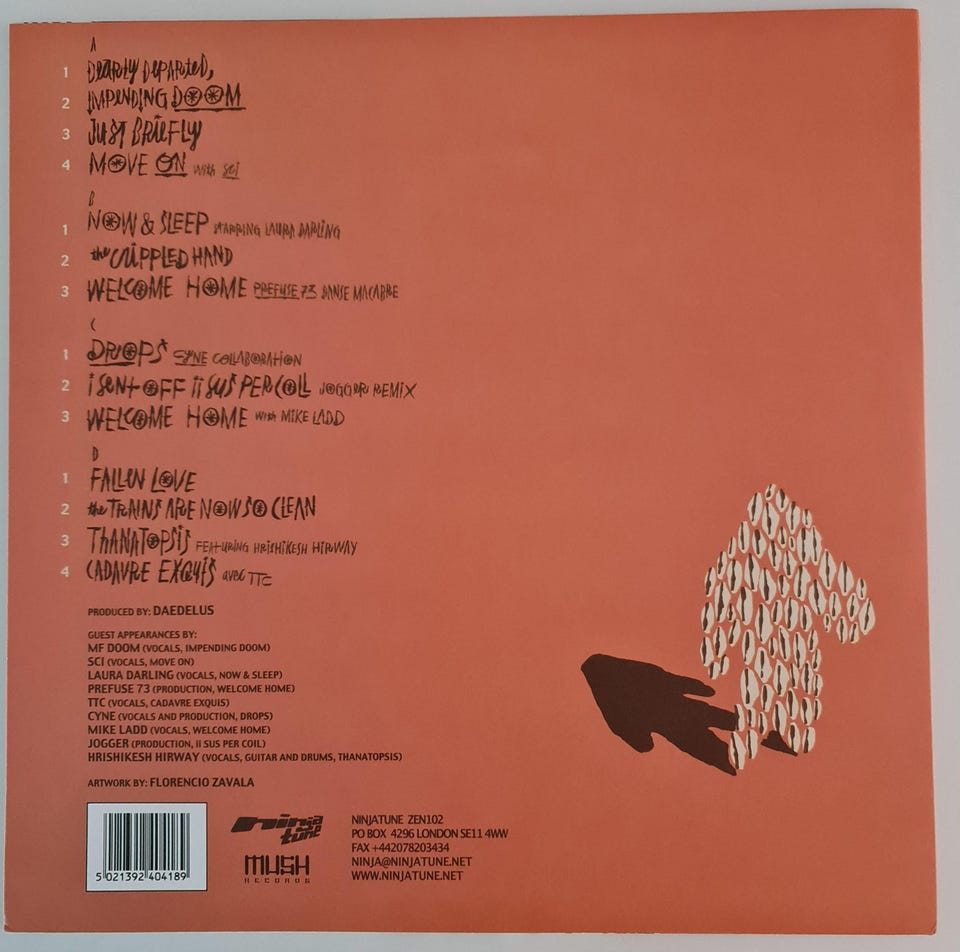 A
1 DEARLY DEPARTED,
2 IMPENDING DOOM
3 JUST BRIEFLY
4 MOVE ON with SCI
B
1 NOW & SLEEP STARRING LAURA DARLING
2 the CRIPPLED HAND
3 WELCOME HOME PREFUSE 73 DANSE MACABRE
C
1 DROPS CYNE COLLABORATION
2 i SENT OFF ii SUS PER COLL JOGGER REMIX
3 WELCOME HOME with MIKE LADD
D
1 FALLEN LOVE
2 the TRAINS ARE NOW SO CLEAN
3 THANATOPSIS FEATURING HRISHIKESH HIRWAY
4 CADAVRE EXQUIS avec TTC
PRODUCED BY: DAEDELUS
GUEST APPEARANCES BY:
MF DOOM (VOCALS, IMPENDING DOOM)
SCI (VOCALS, MOVE ON)
LAURA DARLING (VOCALS, NOW & SLEEP)
PREFUSE 73 (PRODUCTION, WELCOME HOME)
TTC (VOCALS, CADAVRE EXQUIS)
CYNE (VOCALS AND PRODUCTION, DROPS)
MIKE LADD (VOCALS, WELCOME HOME)
JOGGER (PRODUCTION, ii SUS PER COIL)
HRISHIKESH HIRWAY (VOCALS, GUITAR AND DRUMS, THANATOPSIS)
ARTWORK BY: FLORENCIO ZAVALA
5 021392 404189
ninja tune
MUSH
RECORDS
NINJATUNE ZEN102
PO BOX 4296 LONDON SE11 4WW
FAX +442078203434
NINJA@NINJATUNE.NET
WWW.NINJATUNE.NET